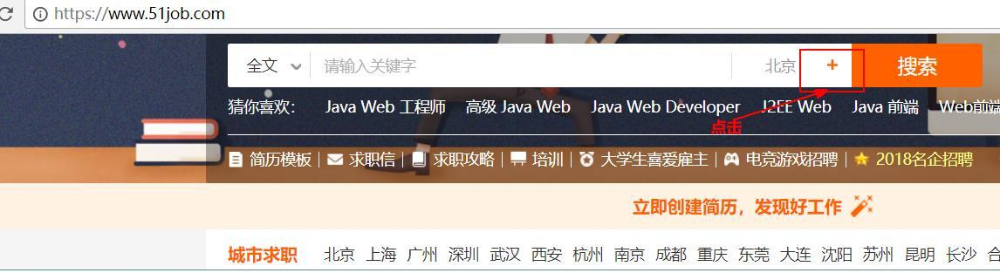 https://www.51job.com
全文 请输入关键字 北京 + 搜索
猜你喜欢： Java Web 工程师 高级 Java Web Java Web Developer J2EE Web Java 前端 Web前端
点击
简历模板 求职信 求职攻略 培训 大学生喜爱雇主 电竞游戏招聘 2018名企招聘
立即创建简历，发现好工作
城市求职 北京 上海 广州 深圳 武汉 西安 杭州 南京 成都 重庆 东莞 大连 沈阳 苏州 昆明 长沙 合